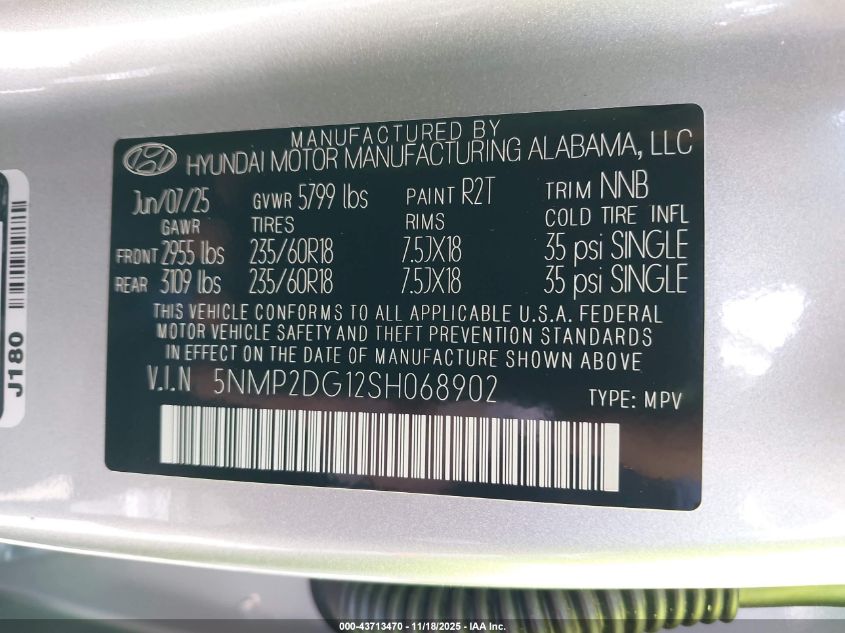 MANUFACTURED BY
HYUNDAI MOTOR MANUFACTURING ALABAMA, LLC
Jun/07/25 GVWR 5799 lbs PAINT R2T TRIM NNB
GAWR TIRES RIMS COLD TIRE INFL
FRONT 2955 lbs 235/60R18 7.5JX18 35 psi SINGLE
REAR 3109 lbs 235/60R18 7.5JX18 35 psi SINGLE
THIS VEHICLE CONFORMS TO ALL APPLICABLE U.S.A. FEDERAL
MOTOR VEHICLE SAFETY AND THEFT PREVENTION STANDARDS
IN EFFECT ON THE DATE OF MANUFACTURE SHOWN ABOVE
V.I.N 5NMP2DG12SH068902 TYPE: MPV
J180
000-43713470 - 11/18/2025 - IAA Inc.